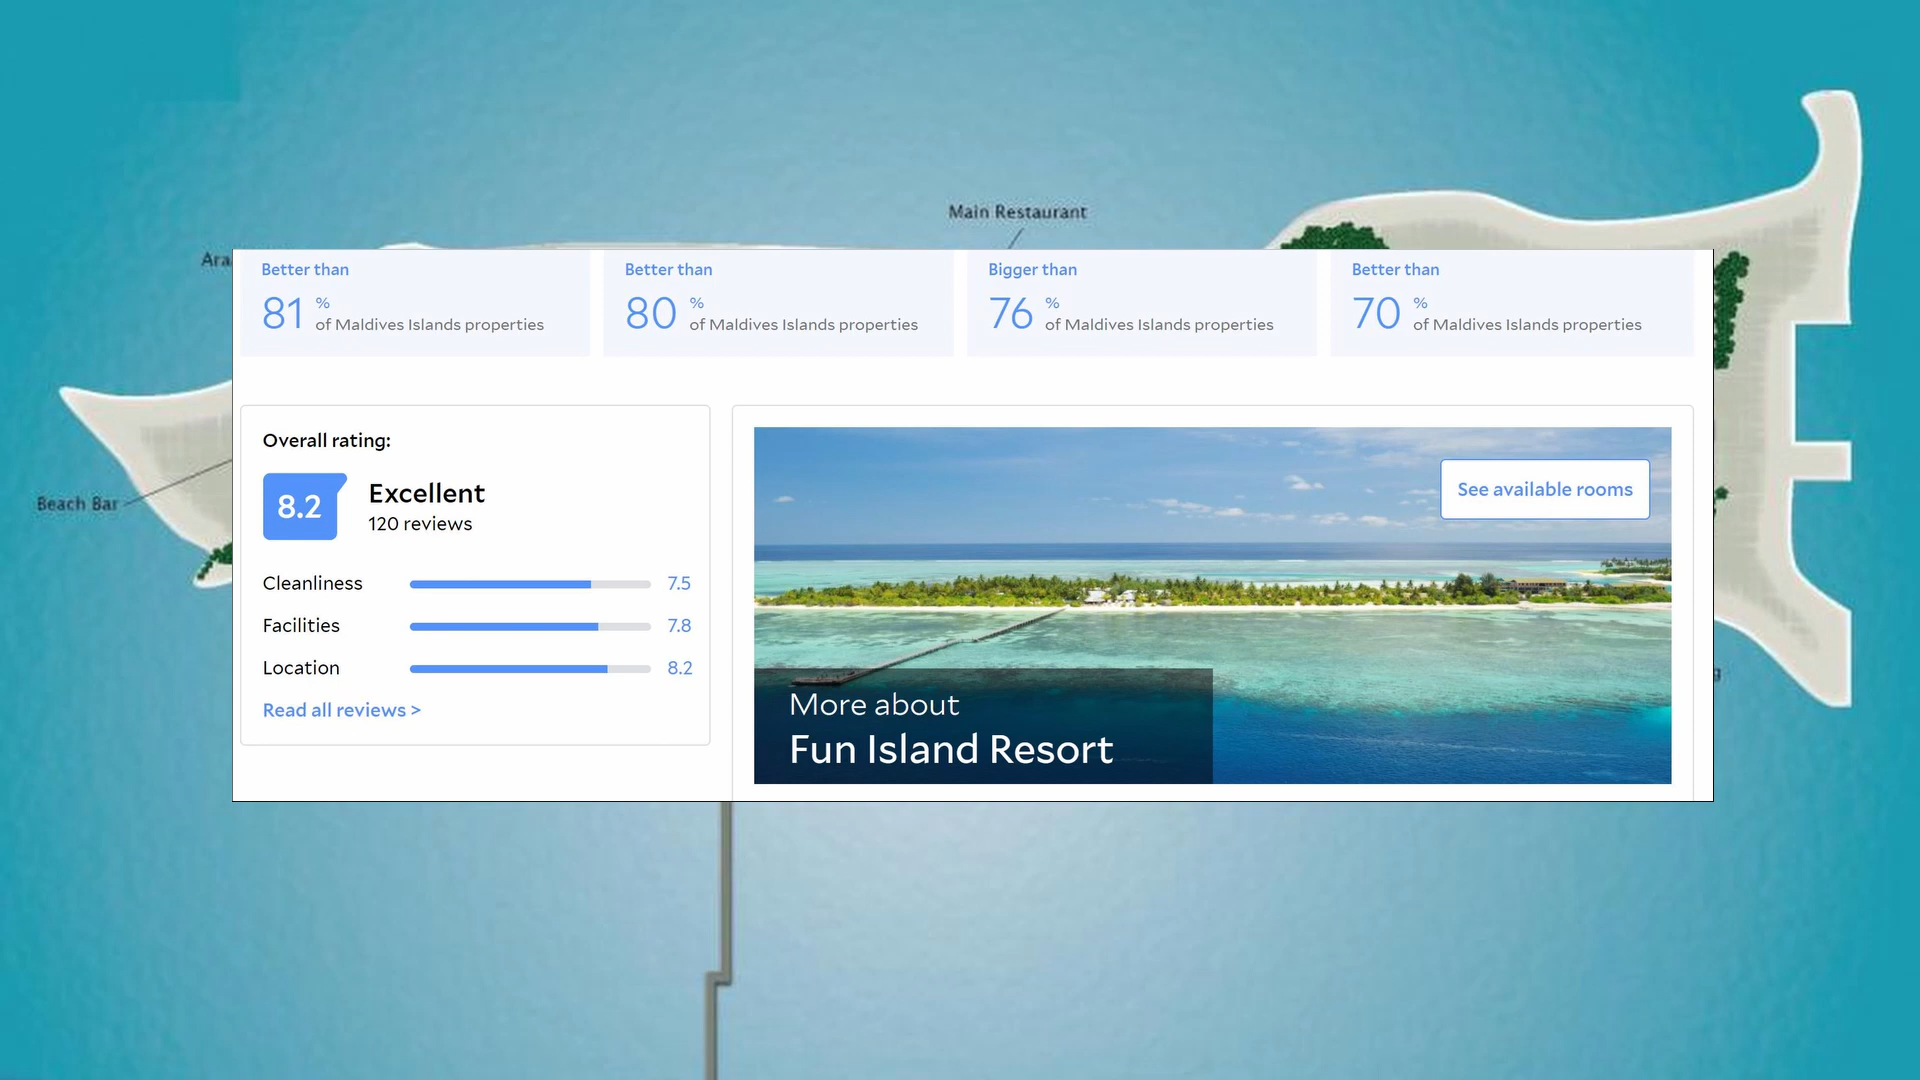 Main Restaurant
Ara
Better than
81 %
of Maldives Islands properties
Better than
80 %
of Maldives Islands properties
Bigger than
76 %
of Maldives Islands properties
Better than
70 %
of Maldives Islands properties
Beach Bar
Overall rating:
8.2 Excellent
120 reviews
Cleanliness 7.5
Facilities 7.8
Location 8.2
Read all reviews >
See available rooms
More about
Fun Island Resort